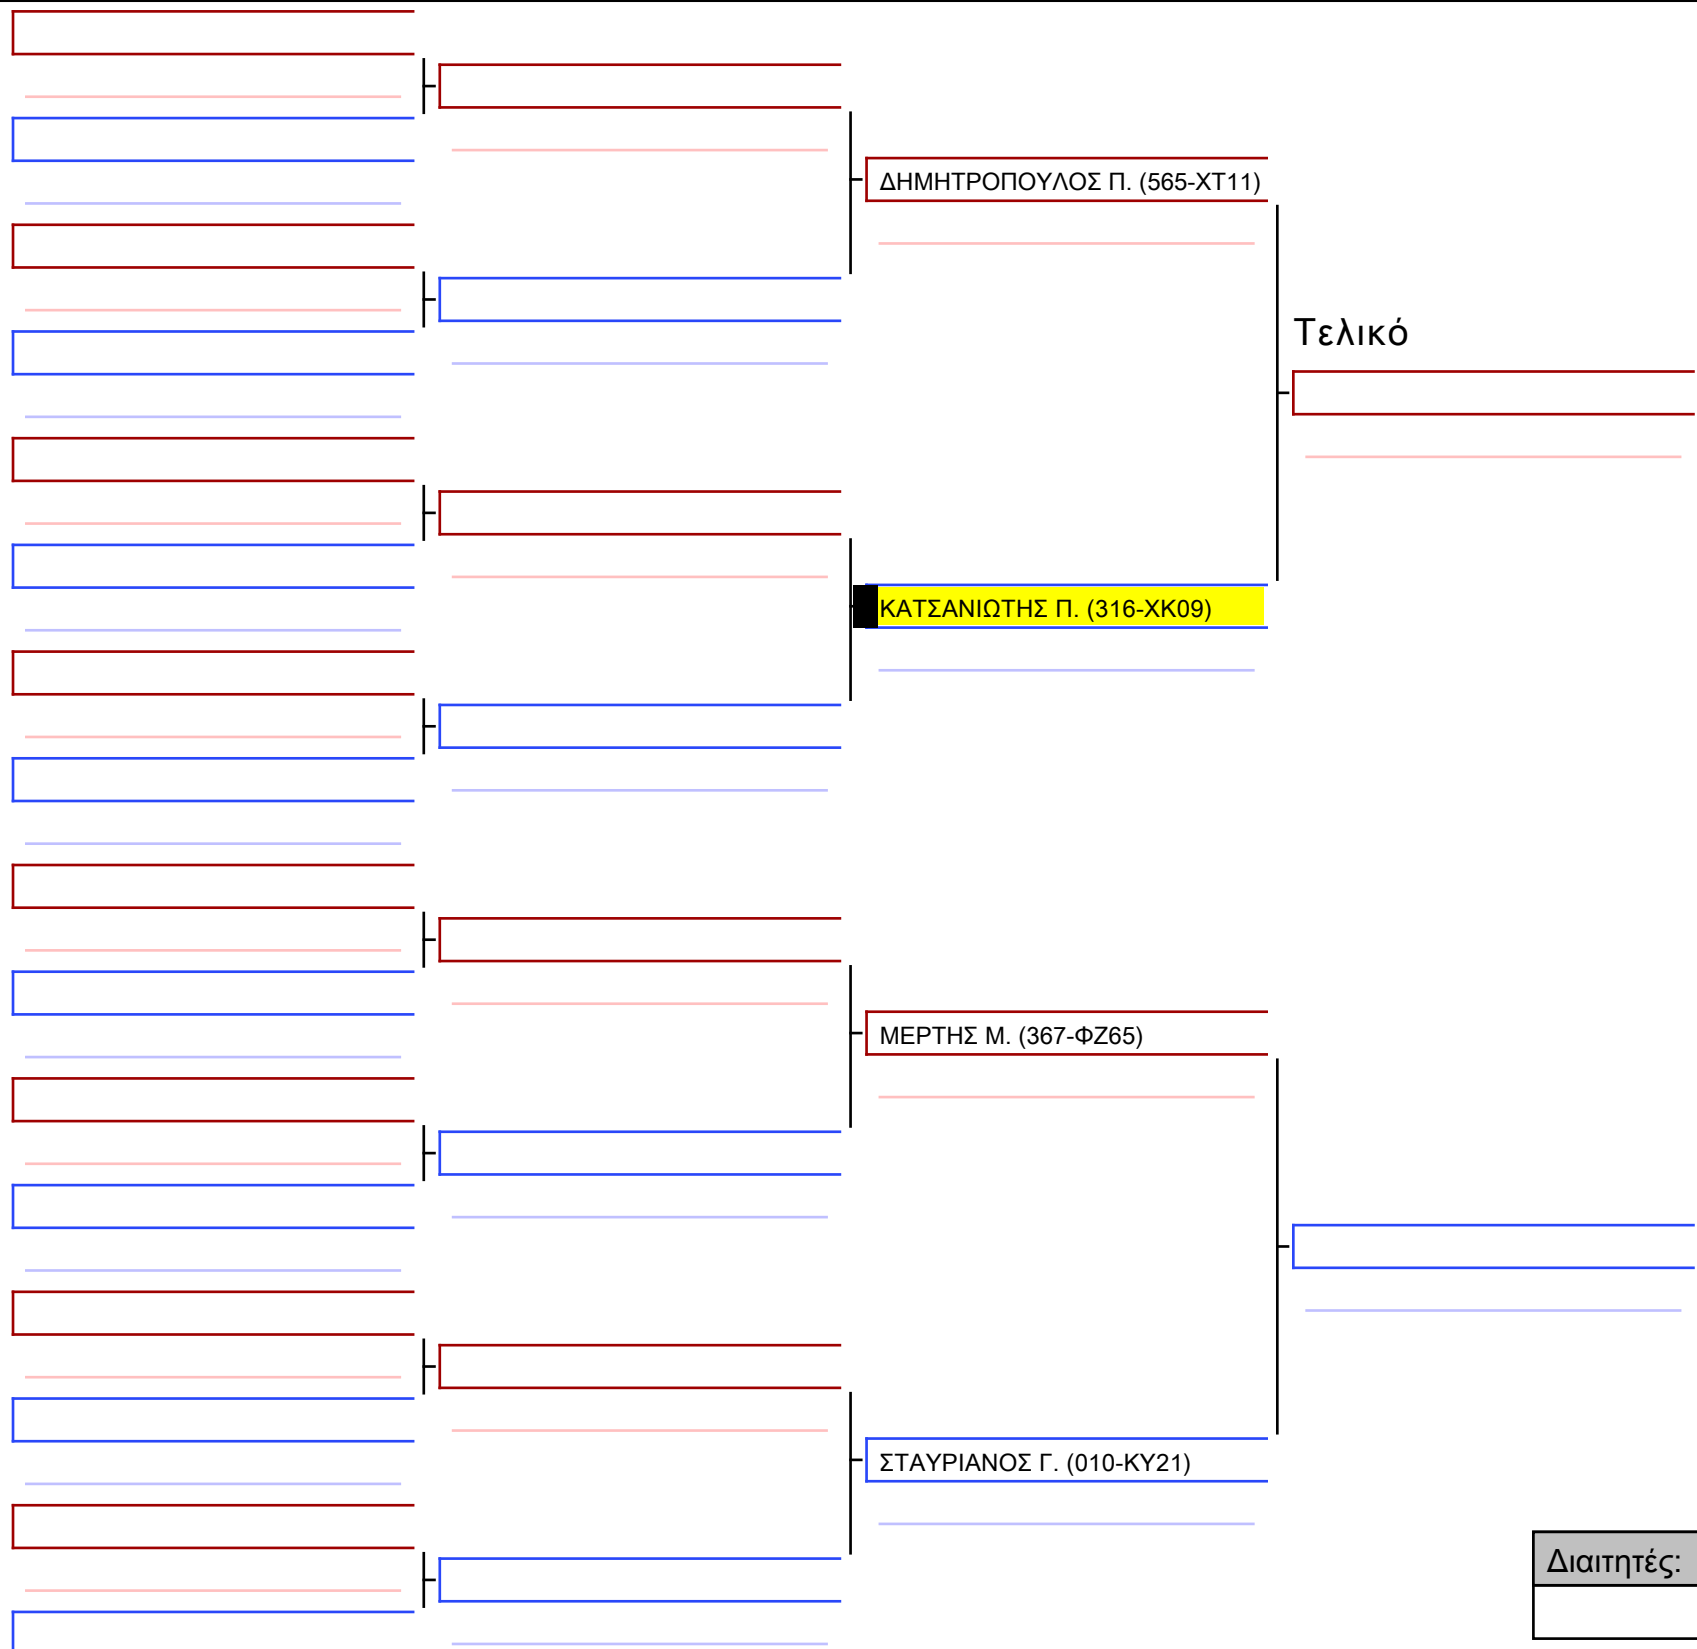 ΔΗΜΗΤΡΟΠΟΥΛΟΣ Π. (565-ΧΤ11)
Τελικό
ΚΑΤΣΑΝΙΩΤΗΣ Π. (316-ΧΚ09)
ΜΕΡΤΗΣ Μ. (367-ΦΖ65)
ΣΤΑΥΡΙΑΝΟΣ Γ. (010-ΚΥ21)
Διαιτητές: